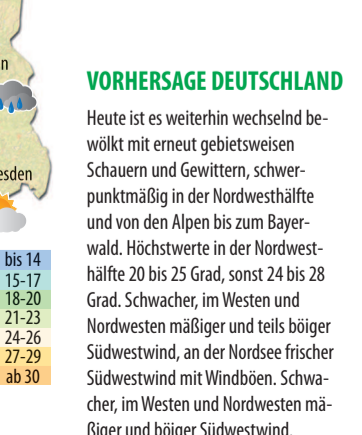 n
esden
bis 14
15-17
18-20
21-23
24-26
27-29
ab 30
VORHERSAGE DEUTSCHLAND
Heute ist es weiterhin wechselnd be-
wölkt mit erneut gebietsweisen
Schauern und Gewittern, schwer-
punktmäßig in der Nordwesthälfte
und von den Alpen bis zum Bayer-
wald. Höchstwerte in der Nordwest-
hälfte 20 bis 25 Grad, sonst 24 bis 28
Grad. Schwacher, im Westen und
Nordwesten mäßiger und teils böiger
Südwestwind, an der Nordsee frischer
Südwestwind mit Windböen. Schwa-
cher, im Westen und Nordwesten mä-
ßiger und böiger Südwestwind.